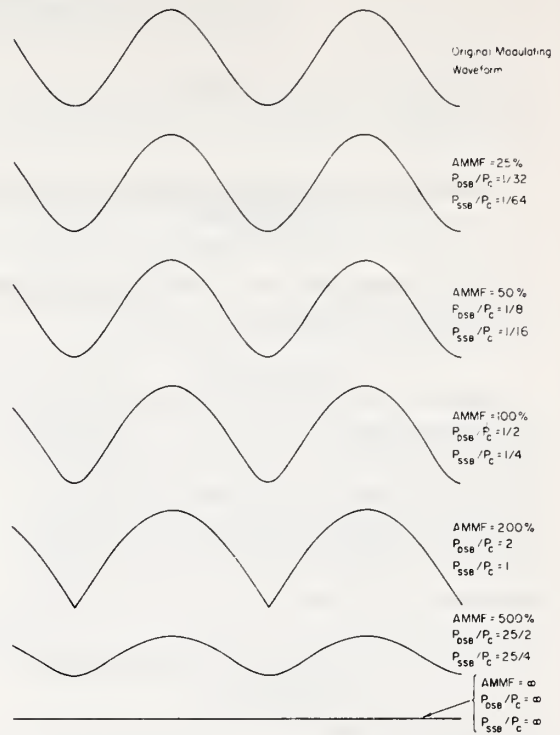 Original Modulating
Waveform
AMMF = 25%
P_DSB /P_C = 1/32
P_SSB /P_C = 1/64
AMMF = 50%
P_DSB /P_C = 1/8
P_SSB /P_C = 1/16
AMMF = 100%
P_DSB /P_C = 1/2
P_SSB /P_C = 1/4
AMMF = 200%
P_DSB /P_C = 2
P_SSB /P_C = 1
AMMF = 500%
P_DSB /P_C = 25/2
P_SSB /P_C = 25/4
AMMF = ∞
P_DSB /P_C = ∞
P_SSB /P_C = ∞